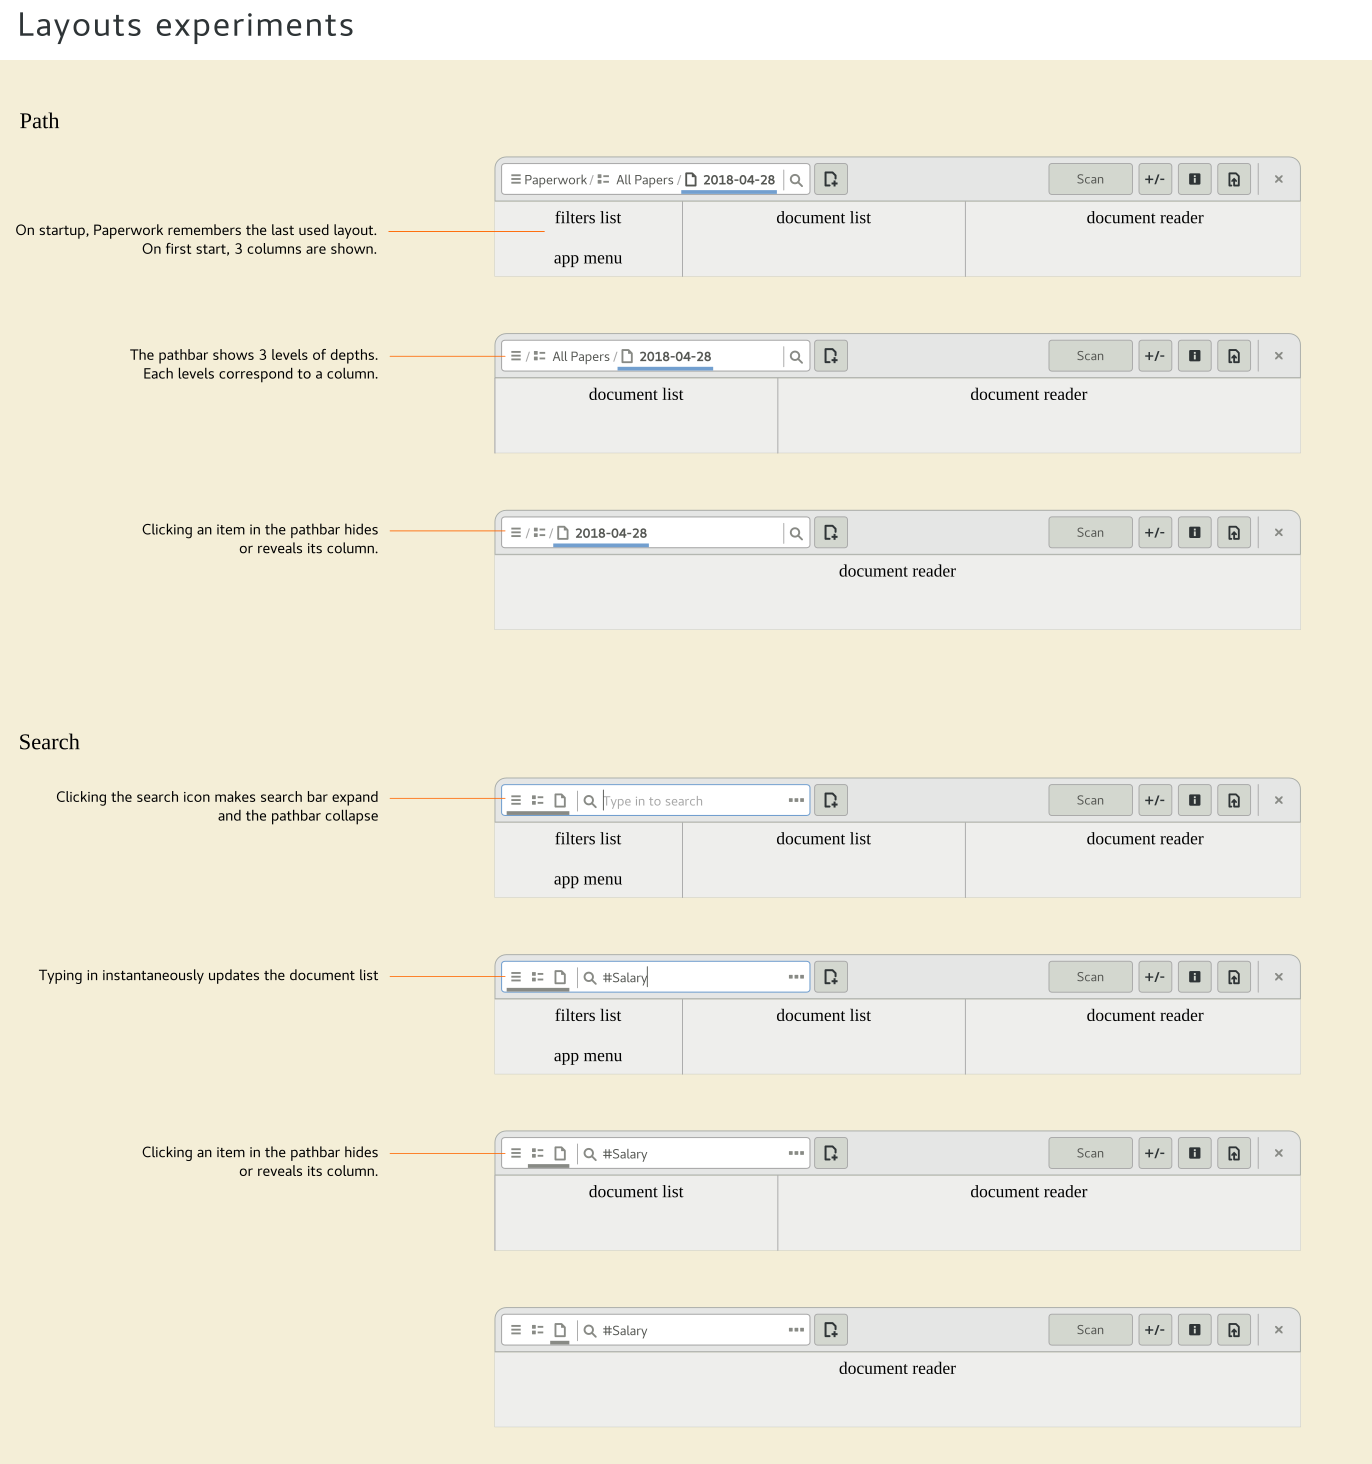 Layouts experiments
Path
Paperwork / All Papers / 2018-04-28 Scan +/- ×
On startup, Paperwork remembers the last used layout.
On first start, 3 columns are shown.
filters list document list document reader
app menu
The pathbar shows 3 levels of depths.
Each levels correspond to a column.
/ All Papers / 2018-04-28 Scan +/- ×
document list document reader
Clicking an item in the pathbar hides
or reveals its column.
/ / 2018-04-28 Scan +/- ×
document reader
Search
Clicking the search icon makes search bar expand
and the pathbar collapse
Type in to search Scan +/- ×
filters list document list document reader
app menu
Typing in instantaneously updates the document list
#Salary Scan +/- ×
filters list document list document reader
app menu
Clicking an item in the pathbar hides
or reveals its column.
#Salary Scan +/- ×
document list document reader
#Salary Scan +/- ×
document reader